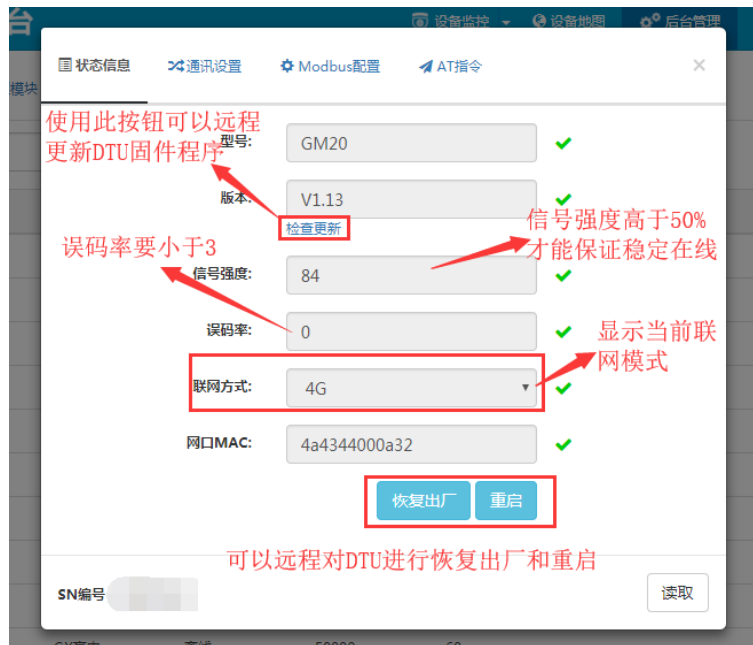 台
设备监控 设备地图 后台管理
模块
状态信息 通讯设置 Modbus配置 AT指令 ×
使用此按钮可以远程
更新DTU固件程序
型号: GM20
版本: V1.13
检查更新
信号强度高于50%
才能保证稳定在线
误码率要小于3
信号强度: 84
误码率: 0
显示当前联
网模式
联网方式: 4G
网口MAC: 4a4344000a32
恢复出厂 重启
可以远程对DTU进行恢复出厂和重启
SN编号
读取